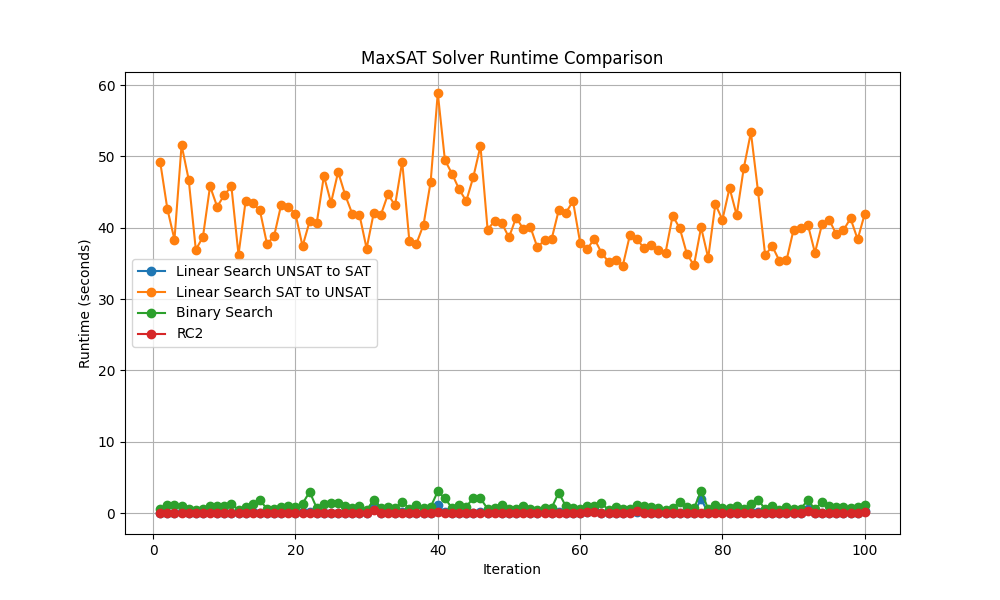 MaxSAT Solver Runtime Comparison
60
50
40
30
20
10
0
Runtime (seconds)
Linear Search UNSAT to SAT
Linear Search SAT to UNSAT
Binary Search
RC2
0 20 40 60 80 100
Iteration